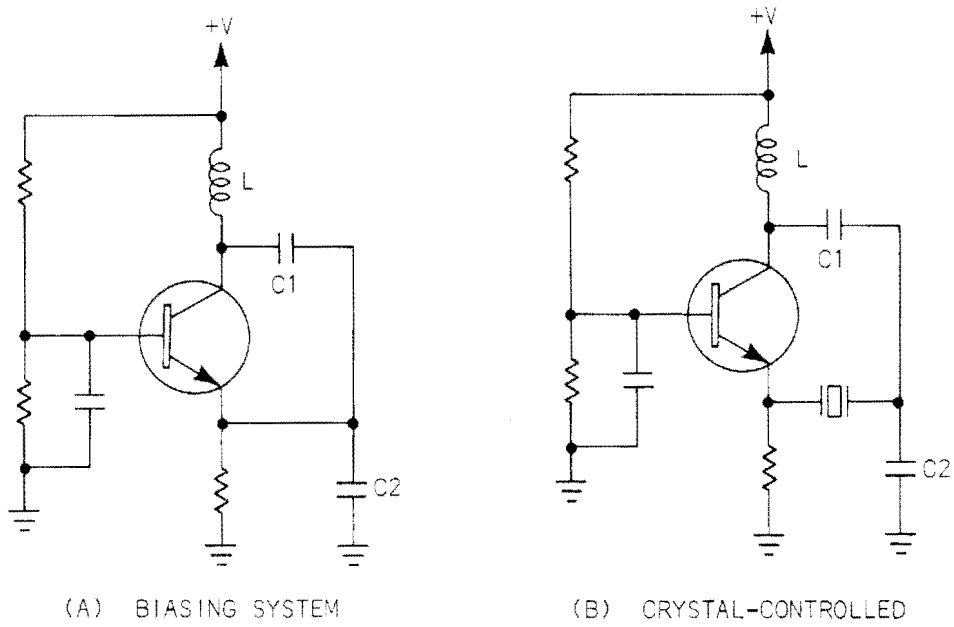 +V
L
C1
C2
(A) BIASING SYSTEM
+V
L
C1
C2
(B) CRYSTAL-CONTROLLED